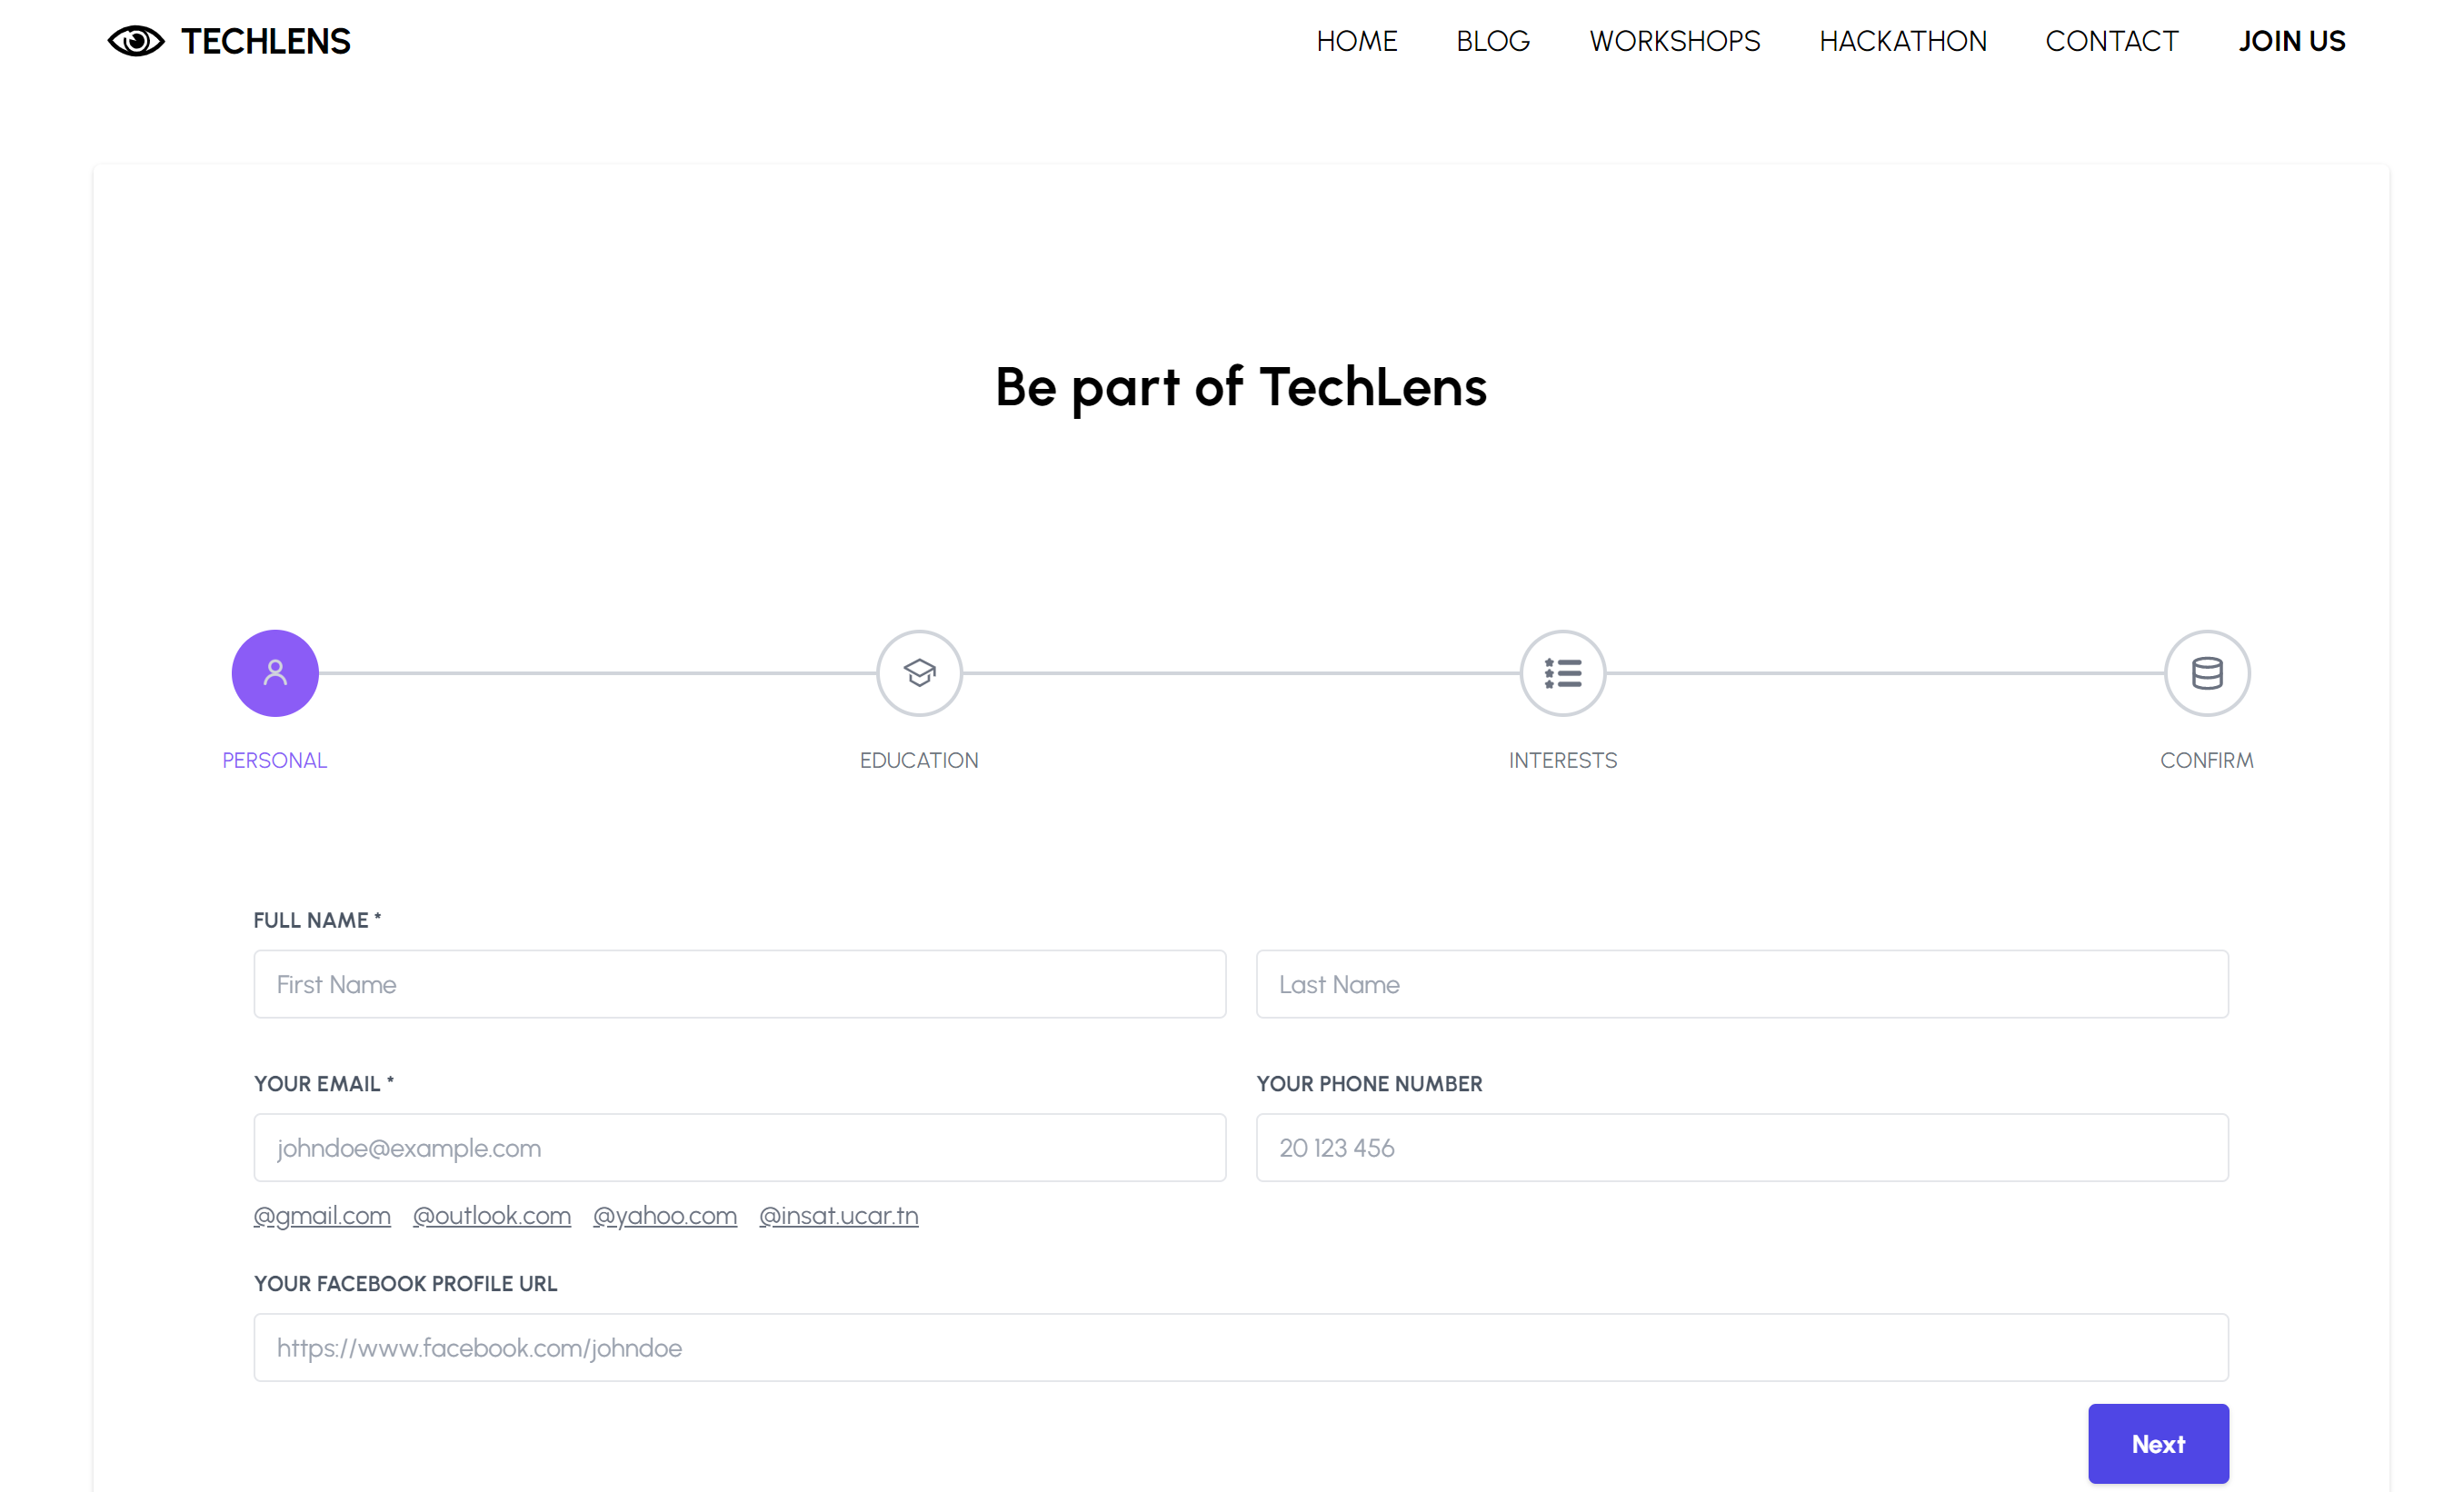 TECHLENS HOME BLOG WORKSHOPS HACKATHON CONTACT JOIN US
Be part of TechLens
PERSONAL EDUCATION INTERESTS CONFIRM
FULL NAME *
First Name Last Name
YOUR EMAIL * YOUR PHONE NUMBER
johndoe@example.com 20 123 456
@gmail.com @outlook.com @yahoo.com @insat.ucar.tn
YOUR FACEBOOK PROFILE URL
https://www.facebook.com/johndoe
Next